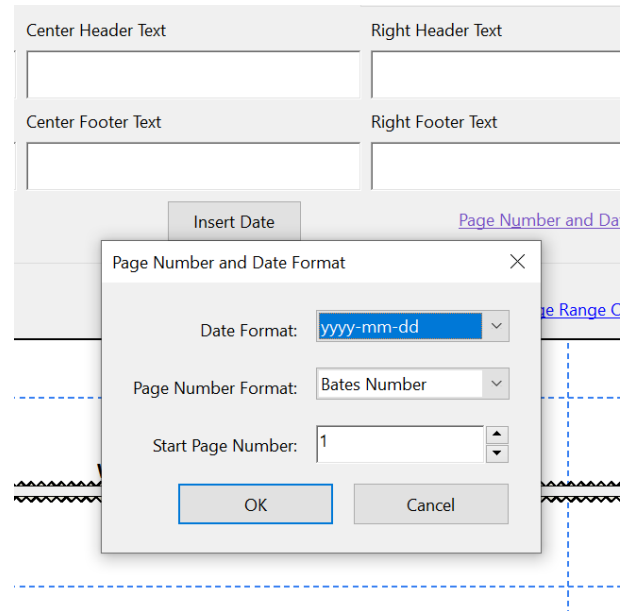 Center Header Text
Right Header Text
Center Footer Text
Right Footer Text
Insert Date
Page Number and Da
Page Number and Date Format
ge Range O
Date Format:
yyyy-mm-dd
Page Number Format:
Bates Number
Start Page Number:
1
OK
Cancel